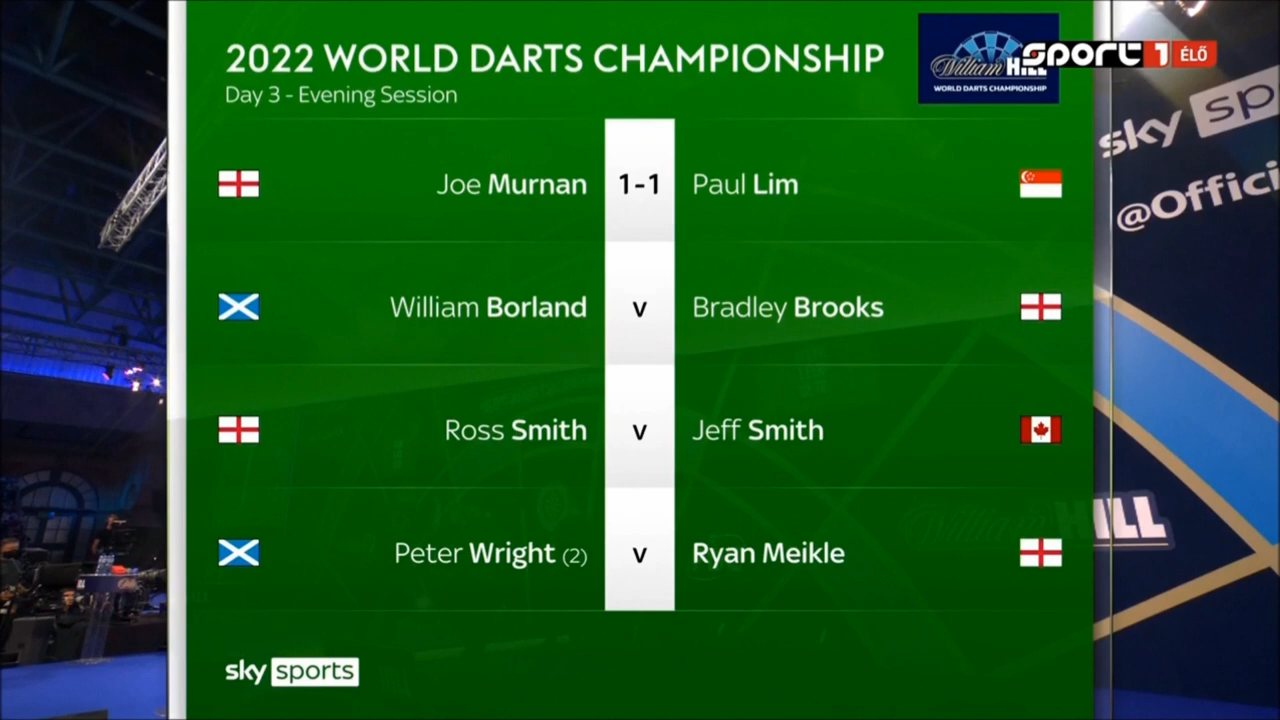 2022 WORLD DARTS CHAMPIONSHIP
Day 3 - Evening Session
William HILL
WORLD DARTS CHAMPIONSHIP
sport 1 ÉLŐ
Joe Murnan 1-1 Paul Lim
William Borland v Bradley Brooks
Ross Smith v Jeff Smith
Peter Wright (2) v Ryan Meikle
sky sports
sky sp
@Offici
William HILL